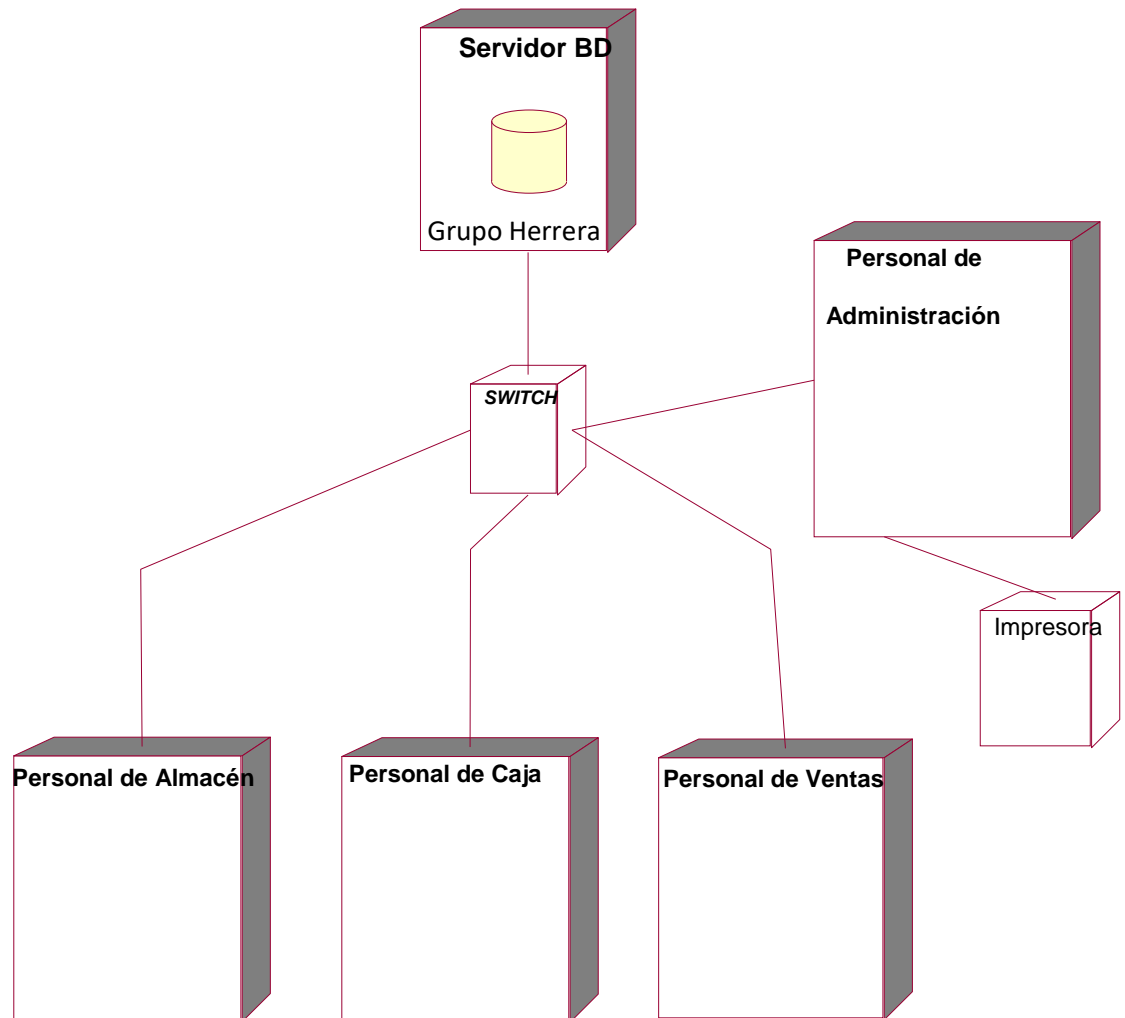 Servidor BD
Grupo Herrera
Personal de
Administración
SWITCH
Impresora
Personal de Almacén
Personal de Caja
Personal de Ventas